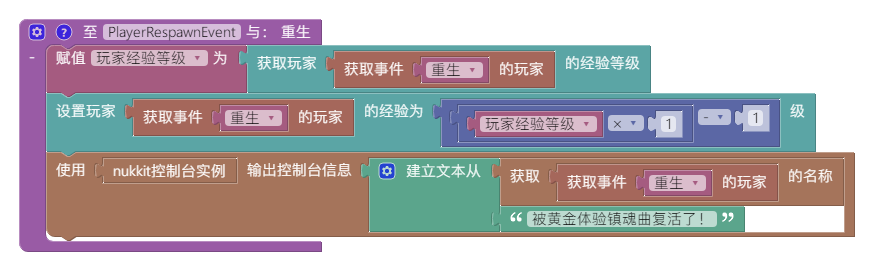 至 PlayerRespawnEvent 与： 重生
- 赋值 玩家经验等级 为 获取玩家 获取事件 重生 的玩家 的经验等级
设置玩家 获取事件 重生 的玩家 的经验为 玩家经验等级 × 1 - 1 级
使用 nukkit控制台实例 输出控制台信息 建立文本从 获取 获取事件 重生 的玩家 的名称
“ 被黄金体验镇魂曲复活了！ ”